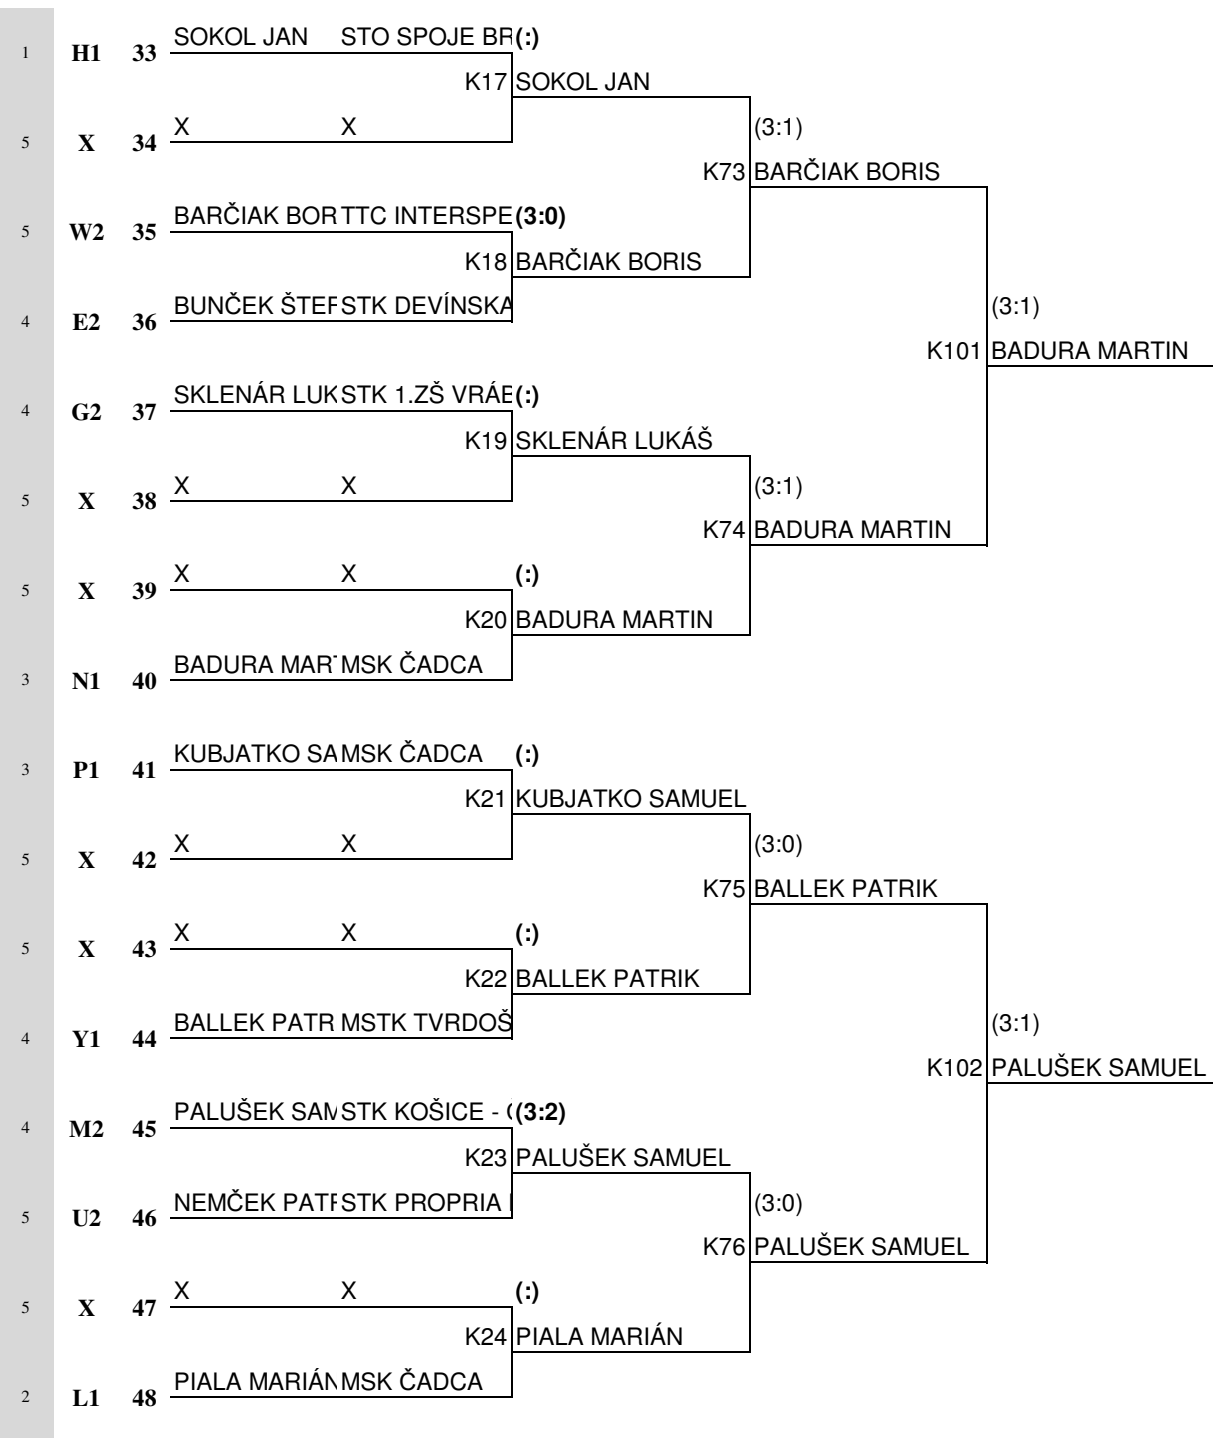 1 H1 33 SOKOL JAN STO SPOJE BR (:)
K17 SOKOL JAN
5 X 34 X X (3:1)
K73 BARČIAK BORIS
5 W2 35 BARČIAK BOR TTC INTERSPE (3:0)
K18 BARČIAK BORIS
4 E2 36 BUNČEK ŠTEF STK DEVÍNSKA (3:1)
K101 BADURA MARTIN
4 G2 37 SKLENÁR LUK STK 1.ZŠ VRÁB (:)
K19 SKLENÁR LUKÁŠ
5 X 38 X X (3:1)
K74 BADURA MARTIN
5 X 39 X X (:)
K20 BADURA MARTIN
3 N1 40 BADURA MART MSK ČADCA
3 P1 41 KUBJATKO SA MSK ČADCA (:)
K21 KUBJATKO SAMUEL
5 X 42 X X (3:0)
K75 BALLEK PATRIK
5 X 43 X X (:)
K22 BALLEK PATRIK
4 Y1 44 BALLEK PATR MSTK TVRDOŠ (3:1)
K102 PALUŠEK SAMUEL
4 M2 45 PALUŠEK SAM STK KOŠICE - (3:2)
K23 PALUŠEK SAMUEL
5 U2 46 NEMČEK PATR STK PROPRIA (3:0)
K76 PALUŠEK SAMUEL
5 X 47 X X (:)
K24 PIALA MARIÁN
2 L1 48 PIALA MARIÁN MSK ČADCA